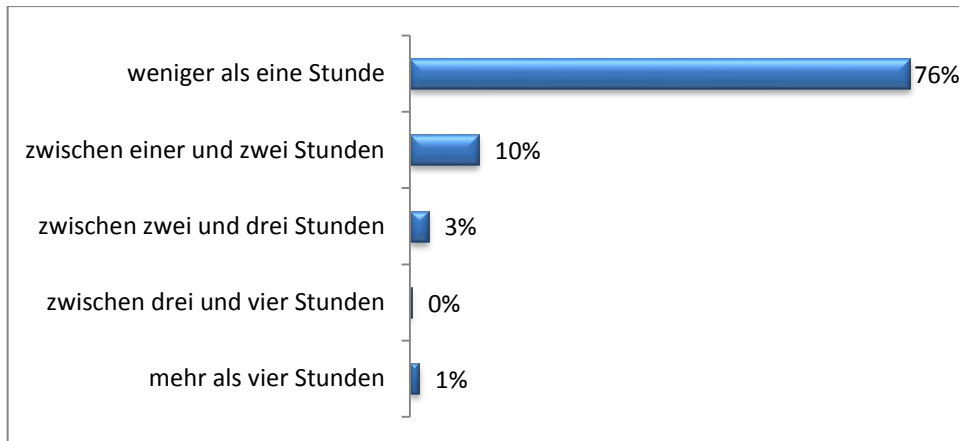 weniger als eine Stunde 76%
zwischen einer und zwei Stunden 10%
zwischen zwei und drei Stunden 3%
zwischen drei und vier Stunden 0%
mehr als vier Stunden 1%